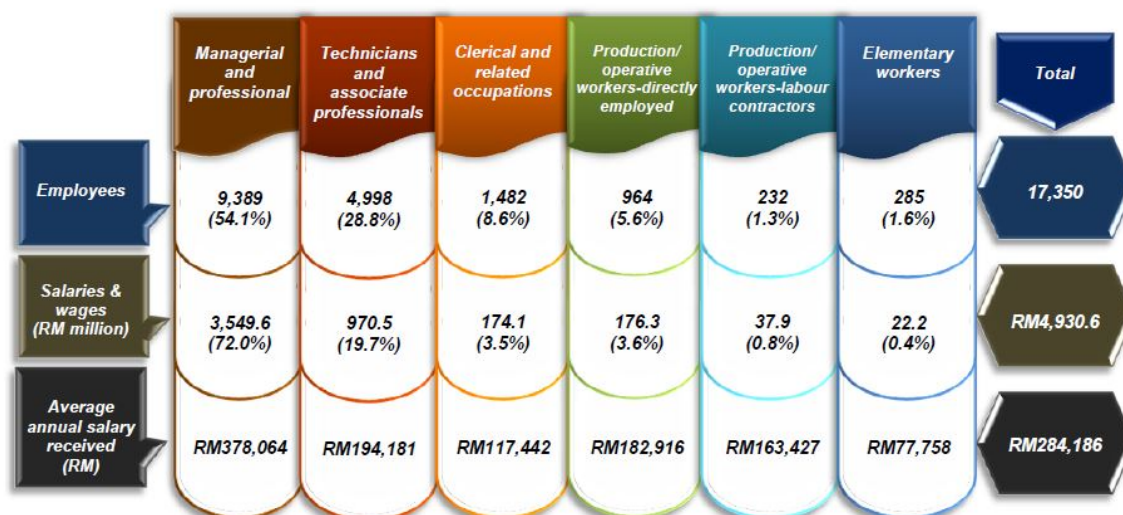 Managerial
and
professional
Technicians
and
associate
professionals
Clerical and
related
occupations
Production/
operative
workers-directly
employed
Production/
operative
workers-labour
contractors
Elementary
workers
Total
Employees
9,389
(54.1%)
4,998
(28.8%)
1,482
(8.6%)
964
(5.6%)
232
(1.3%)
285
(1.6%)
17,350
Salaries &
wages
(RM million)
3,549.6
(72.0%)
970.5
(19.7%)
174.1
(3.5%)
176.3
(3.6%)
37.9
(0.8%)
22.2
(0.4%)
RM4,930.6
Average
annual salary
received
(RM)
RM378,064
RM194,181
RM117,442
RM182,916
RM163,427
RM77,758
RM284,186